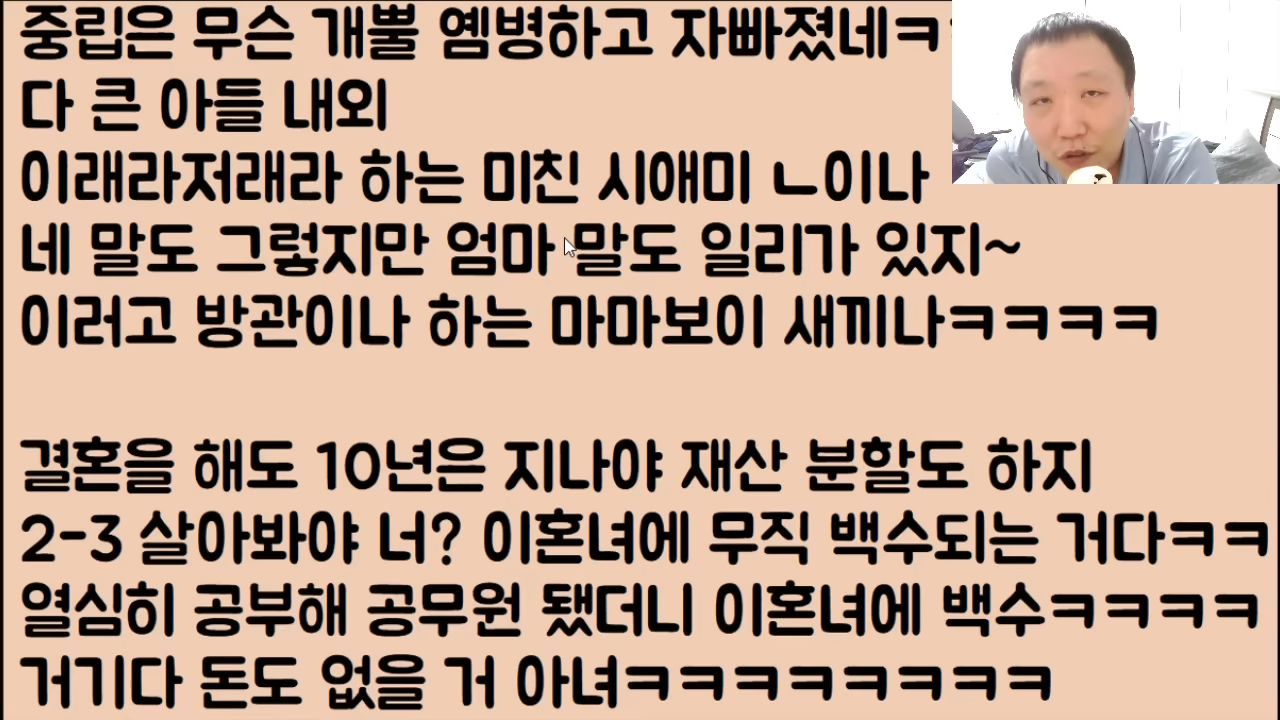 중립은 무슨 개뿔 옘병하고 자빠졌네ㅋ
다 큰 아들 내외
이래라저래라 하는 미친 시애미 ㄴ이나
네 말도 그렇지만 엄마 말도 일리가 있지~
이러고 방관이나 하는 마마보이 새끼나ㅋㅋㅋㅋ
결혼을 해도 10년은 지나야 재산 분할도 하지
2-3 살아봐야 너? 이혼녀에 무직 백수되는 거다ㅋㅋ
열심히 공부해 공무원 됐더니 이혼녀에 백수ㅋㅋㅋㅋ
거기다 돈도 없을 거 아녀ㅋㅋㅋㅋㅋㅋㅋㅋ